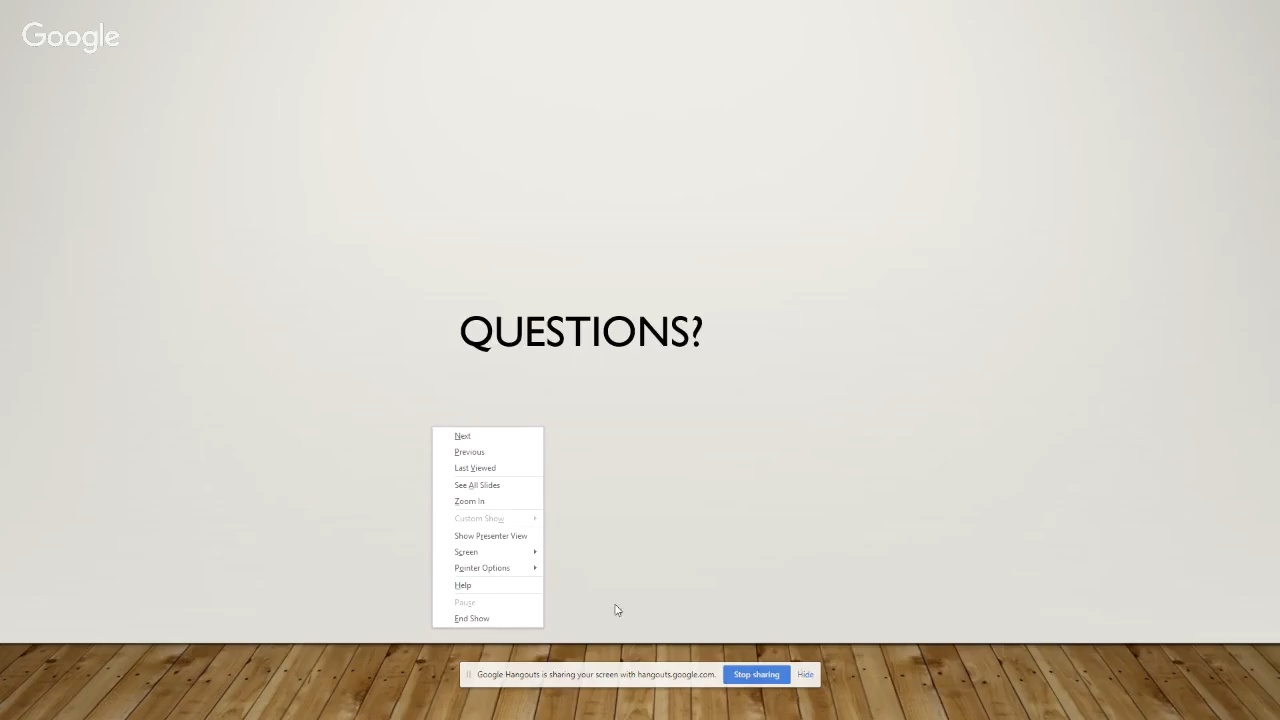 Google
QUESTIONS?
Next
Previous
Last Viewed
See All Slides
Zoom In
Custom Show
Show Presenter View
Screen
Pointer Options
Help
Pause
End Show
Google Hangouts is sharing your screen with hangouts.google.com. Stop sharing Hide